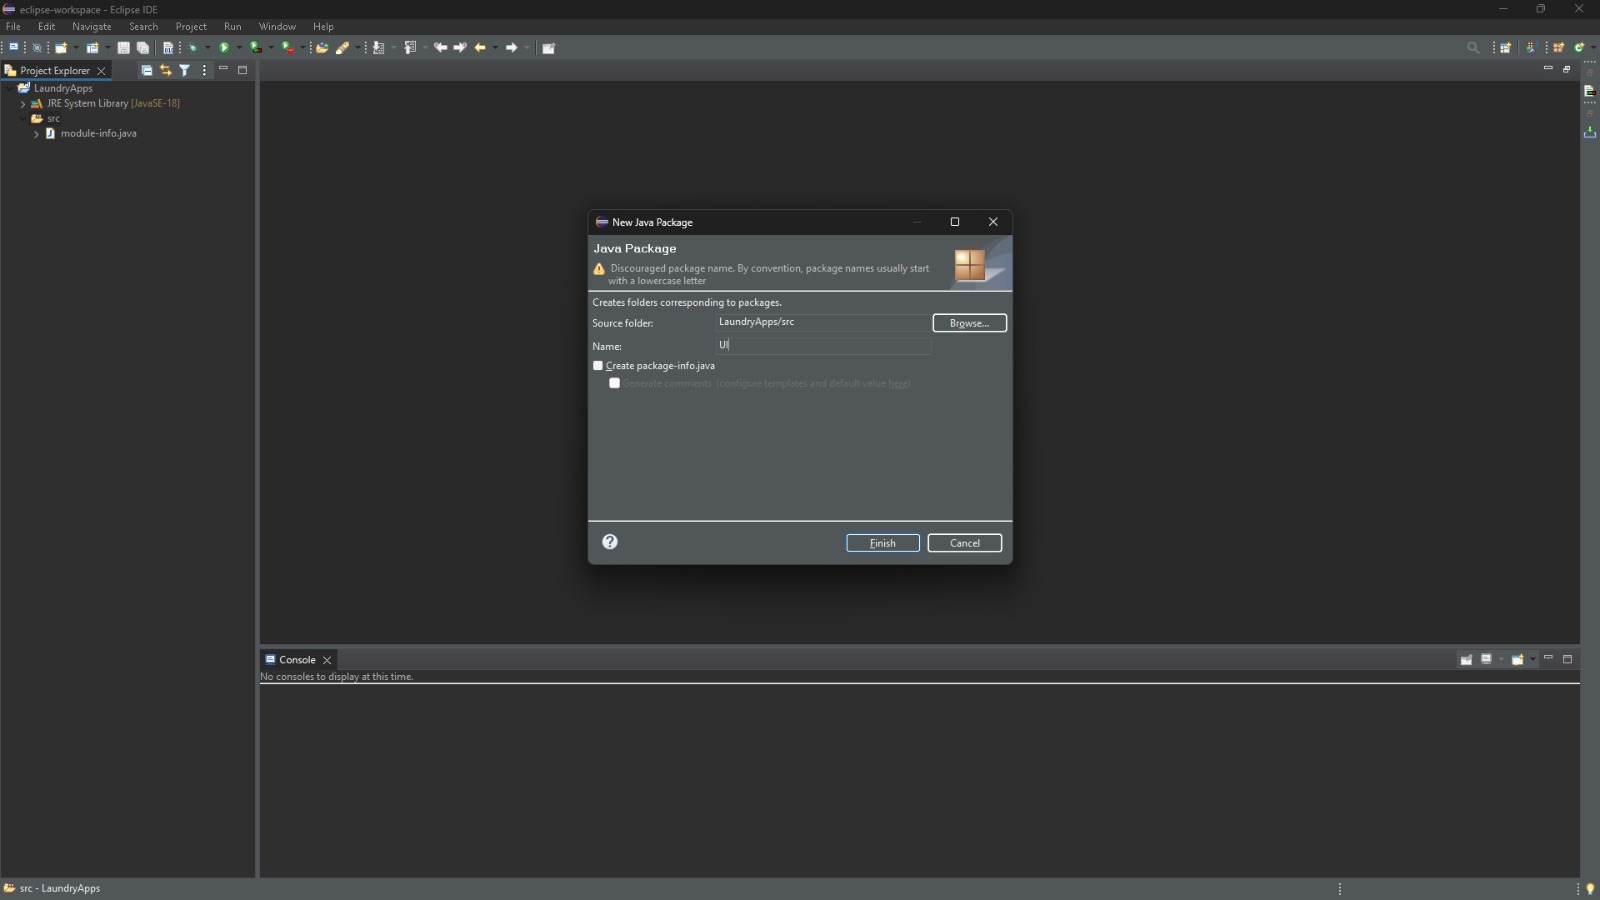 eclipse-workspace - Eclipse IDE
File Edit Navigate Search Project Run Window Help
Project Explorer
LaundryApps
JRE System Library [JavaSE-18]
src
module-info.java
New Java Package
Java Package
Discouraged package name. By convention, package names usually start
with a lowercase letter
Creates folders corresponding to packages.
Source folder: LaundryApps/src Browse...
Name: UI
Create package-info.java
Generate comments (configure templates and default value here)
Finish Cancel
Console
No consoles to display at this time.
src - LaundryApps